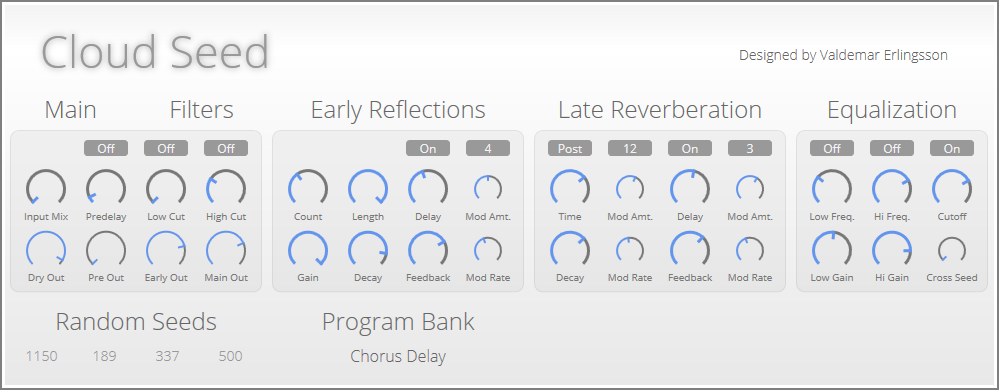 Cloud Seed
Designed by Valdemar Erlingsson
Main Filters Early Reflections Late Reverberation Equalization
Off Off Off On 4 Post 12 On 3 Off Off On
Input Mix Predelay Low Cut High Cut Count Length Delay Mod Amt. Time Mod Amt. Delay Mod Amt. Low Freq. Hi Freq. Cutoff
Dry Out Pre Out Early Out Main Out Gain Decay Feedback Mod Rate Decay Mod Rate Feedback Mod Rate Low Gain Hi Gain Cross Seed
Random Seeds Program Bank
1150 189 337 500 Chorus Delay